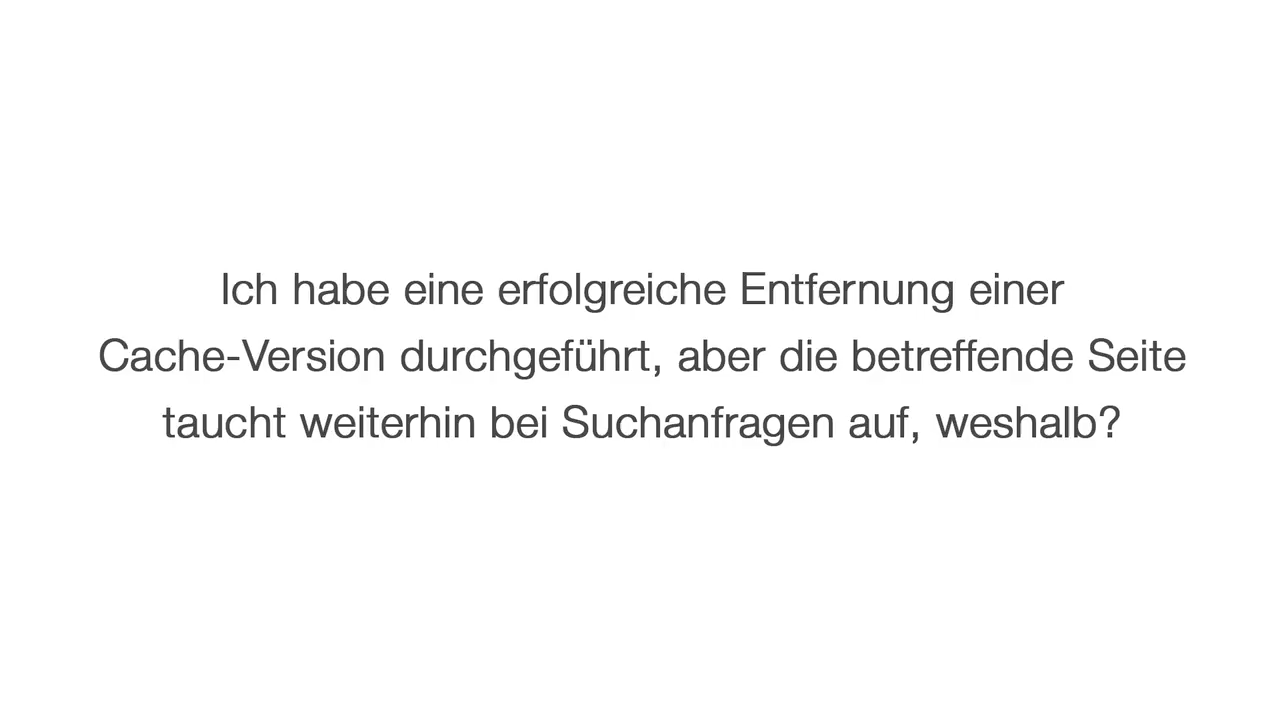 Ich habe eine erfolgreiche Entfernung einer
Cache-Version durchgeführt, aber die betreffende Seite
taucht weiterhin bei Suchanfragen auf, weshalb?